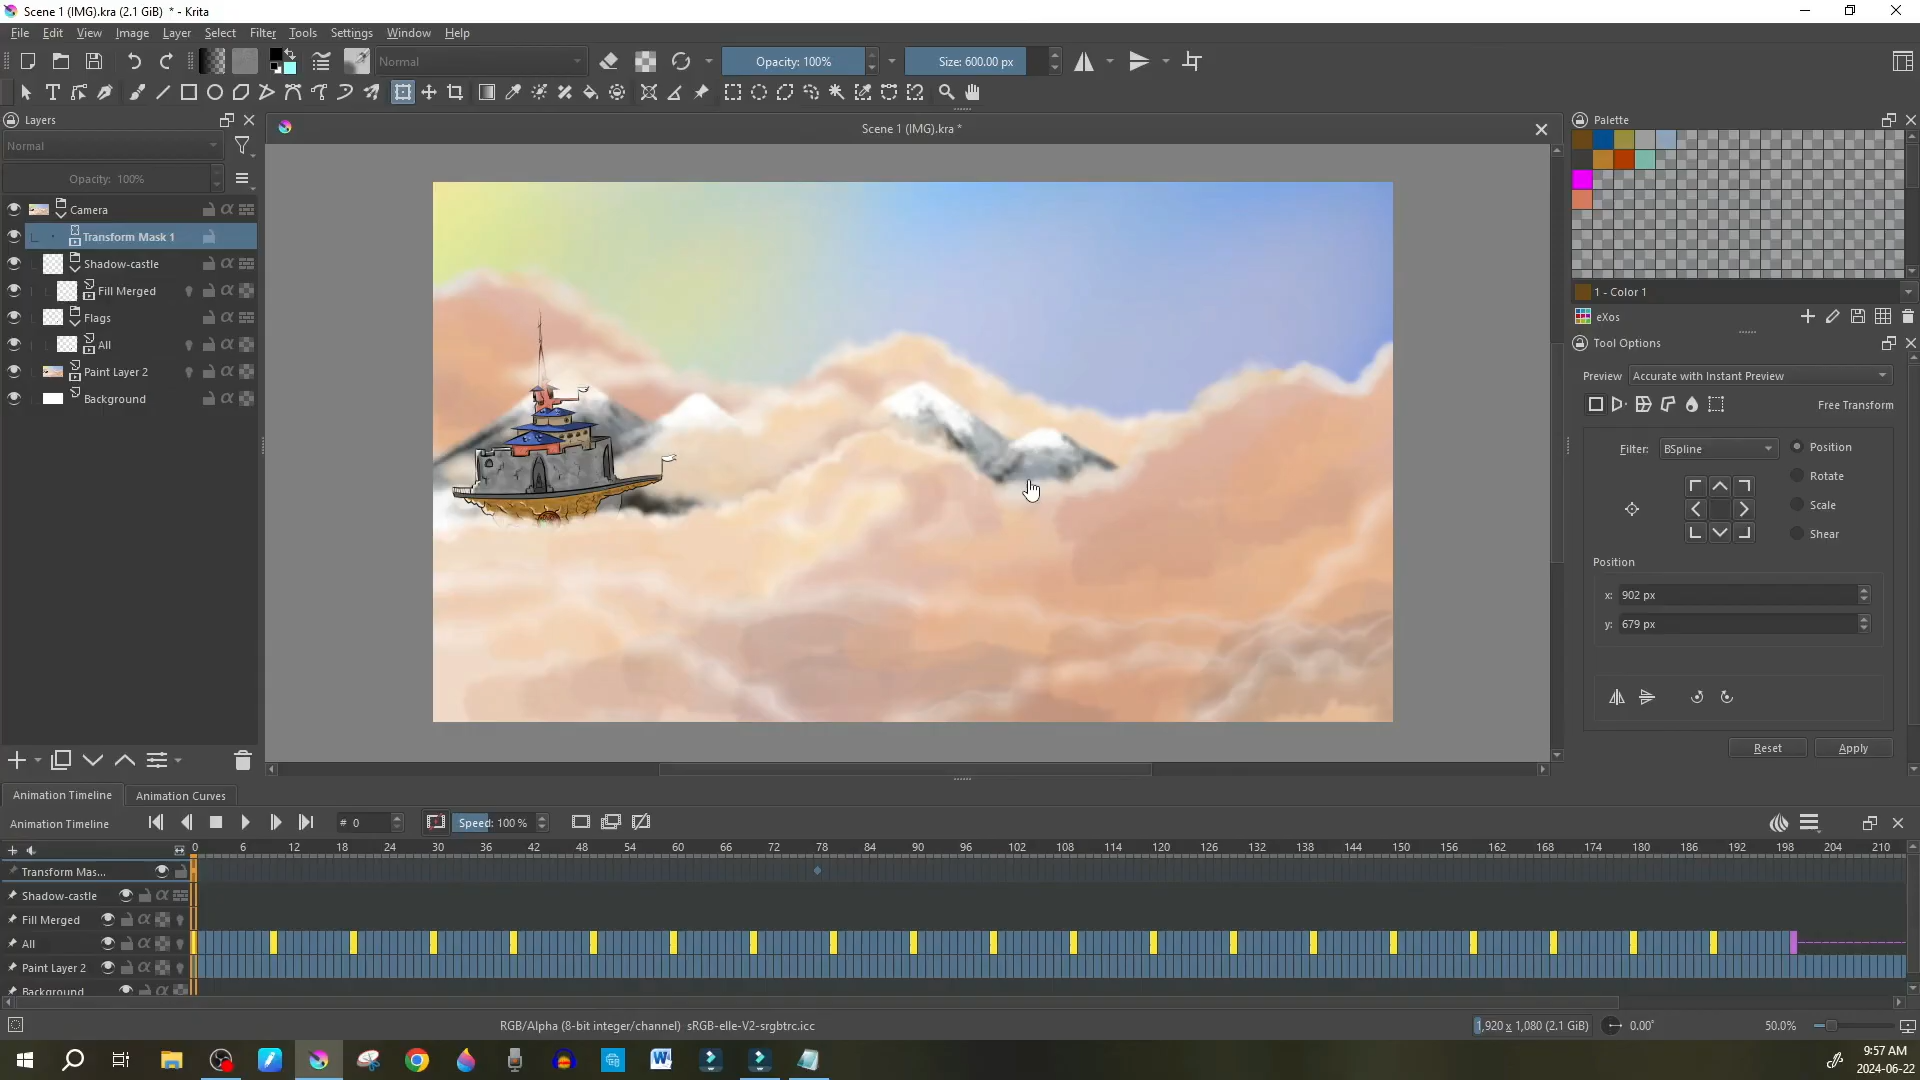 Scene 1 (IMG).kra (2.1 GiB) * - Krita
File Edit View Image Layer Select Filter Tools Settings Window Help
Normal
Opacity: 100%
Size: 600.00 px
Layers
Scene 1 (IMG).kra *
Palette
Normal
Opacity: 100%
Camera
Transform Mask 1
Shadow-castle
Fill Merged
Flags
All
Paint Layer 2
Background
1 - Color 1
eXos
Tool Options
Preview Accurate with Instant Preview
Free Transform
Filter: BSpline
Position
Rotate
Scale
Shear
Position
x: 902 px
y: 679 px
Reset Apply
Animation Timeline Animation Curves
Animation Timeline # 0 Speed: 100 %
0 6 12 18 24 30 36 42 48 54 60 66 72 78 84 90 96 102 108 114 120 126 132 138 144 150 156 162 168 174 180 186 192 198 204 210
Transform Mas...
Shadow-castle
Fill Merged
All
Paint Layer 2
Background
RGB/Alpha (8-bit integer/channel) sRGB-elle-V2-srgbtrc.icc
1,920 x 1,080 (2.1 GiB) 0.00° 50.0%
9:57 AM
2024-06-22